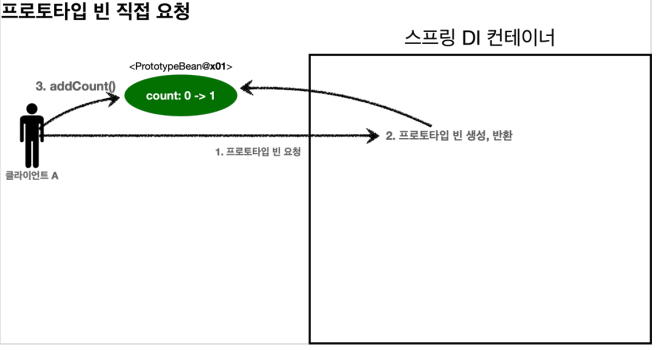 프로토타입 빈 직접 요청
스프링 DI 컨테이너
<PrototypeBean@x01>
3. addCount()
count: 0 -> 1
2. 프로토타입 빈 생성, 반환
1. 프로토타입 빈 요청
클라이언트 A